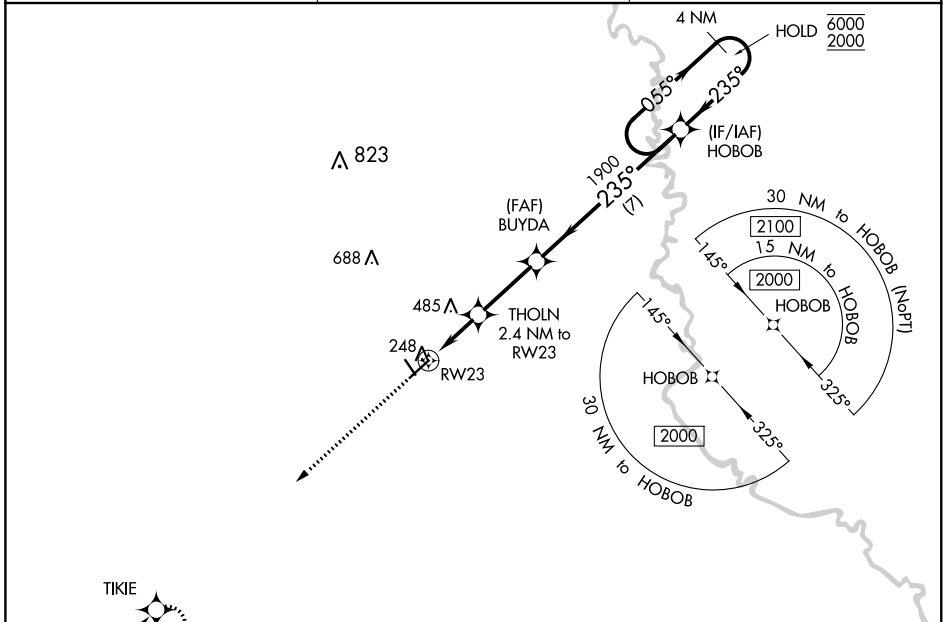 4 NM
HOLD 6000
2000
055°
235°
(IF/IAF)
HOBOB
823
1900
235°
(7)
(FAF)
BUYDA
30 NM to HOBOB (NoPT)
2100
145°
15 NM to HOBOB
2000
HOBOB
325°
688
485
THOLN
2.4 NM to
RW23
248
RW23
145°
HOBOB
325°
2000
30 NM to HOBOB
TIKIE